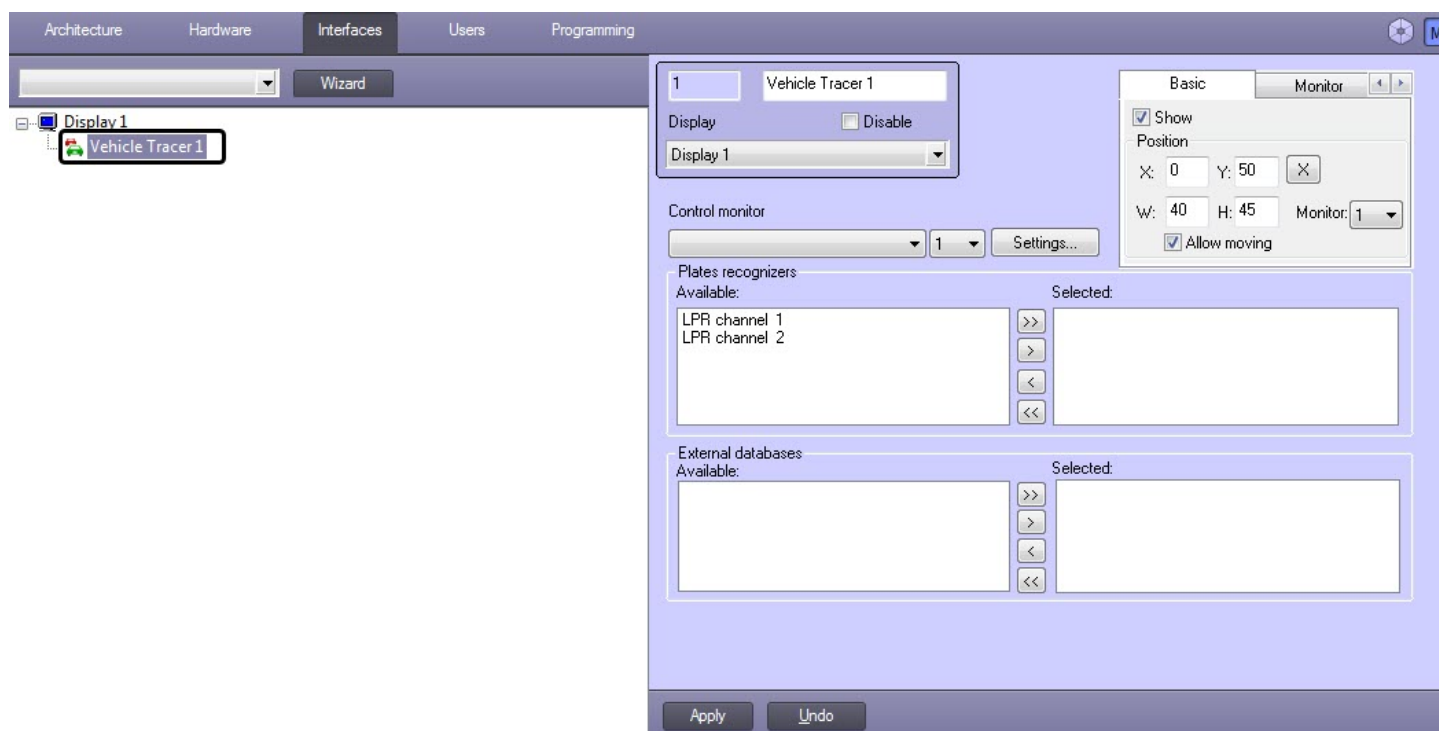 Architecture Hardware Interfaces Users Programming M
Wizard
Display 1
Vehicle Tracer 1
1 Vehicle Tracer 1
Display Disable
Display 1
Basic Monitor
Show
Position
X: 0 Y: 50 X
W: 40 H: 45 Monitor: 1
Allow moving
Control monitor
1 Settings...
Plates recognizers
Available: Selected:
LPR channel 1
LPR channel 2
>>
>
<
<<
External databases
Available: Selected:
>>
>
<
<<
Apply Undo